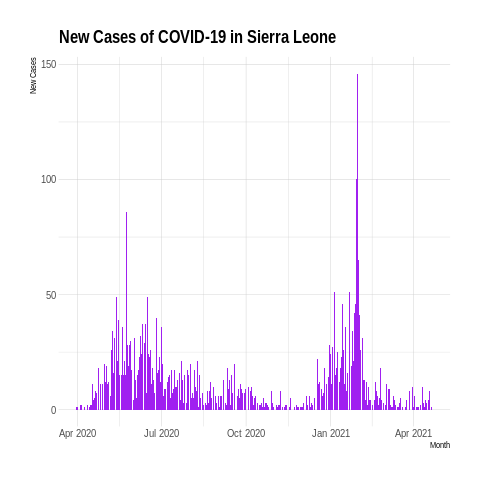 New Cases of COVID-19 in Sierra Leone
New Cases
150
100
50
0
Apr 2020 Jul 2020 Oct 2020 Jan 2021 Apr 2021
Month